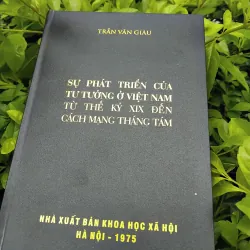 TRẦN VĂN GIÀU
SỰ PHÁT TRIỂN CỦA
TƯ TƯỞNG Ở VIỆT NAM
TỪ THẾ KỶ XIX ĐẾN
CÁCH MẠNG THÁNG TÁM
NHÀ XUẤT BẢN KHOA HỌC XÃ HỘI
HÀ NỘI - 1975